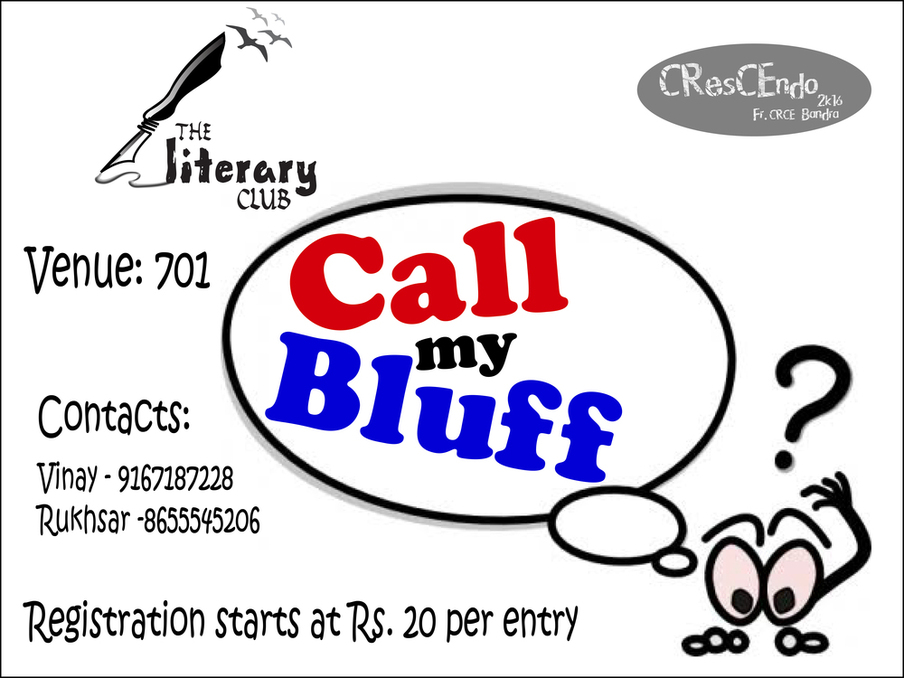 THE
literary
CLUB
CResCEndo
2k16
Fr. CRCE Bandra
Venue: 701
Call
my
Bluff
?
Contacts:
Vinay - 9167187228
Rukhsar -8655545206
Registration starts at Rs. 20 per entry